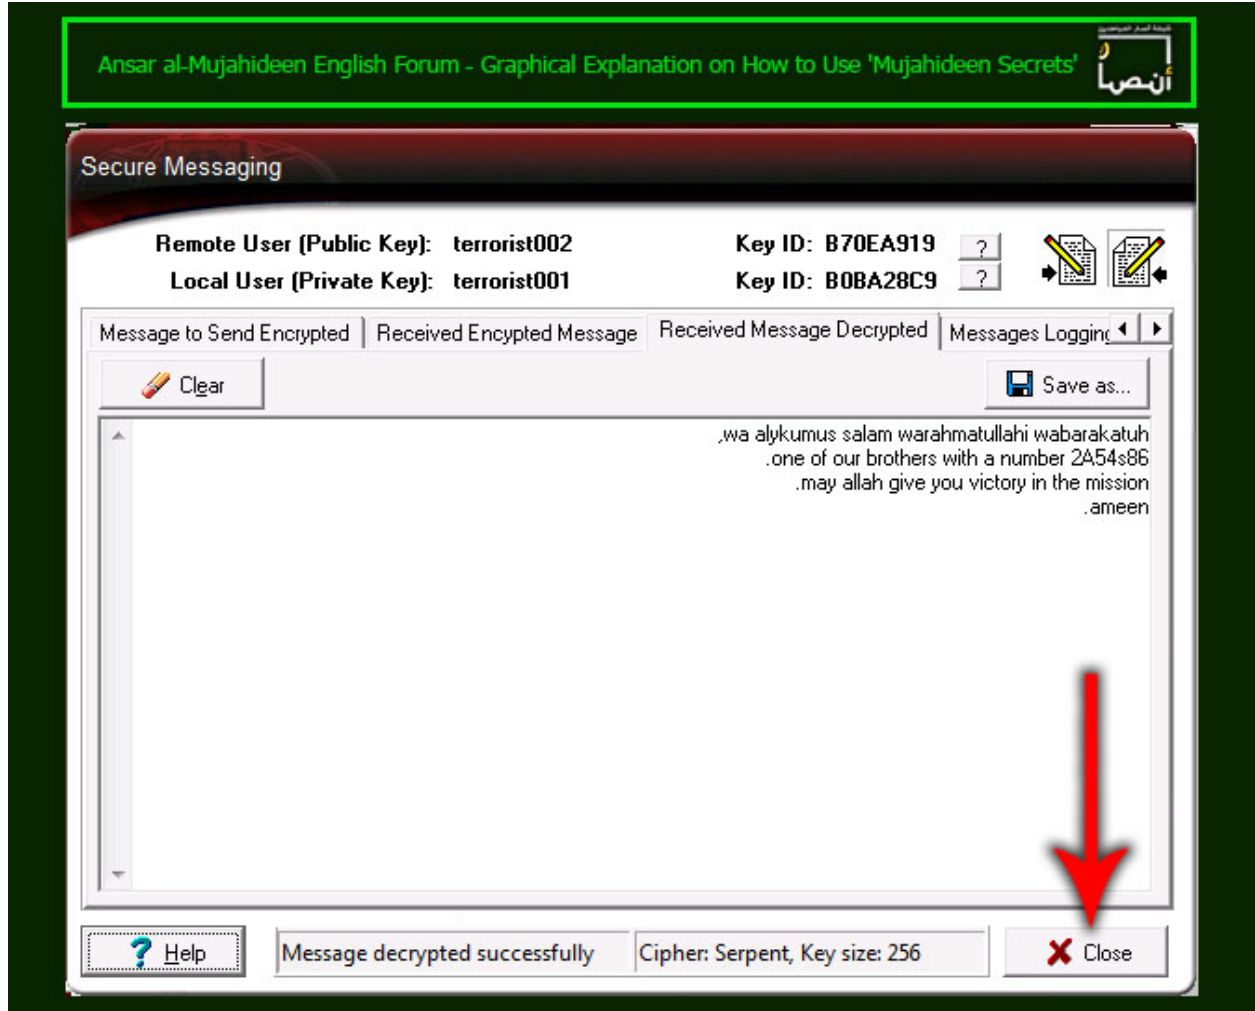 Ansar al-Mujahideen English Forum - Graphical Explanation on How to Use 'Mujahideen Secrets'
أنصار
Secure Messaging
Remote User (Public Key): terrorist002 Key ID: B70EA919 ?
Local User (Private Key): terrorist001 Key ID: B0BA28C9 ?
Message to Send Encrypted Received Encypted Message Received Message Decrypted Messages Logging
Clear Save as...
,wa alykumus salam warahmatullahi wabarakatuh
.one of our brothers with a number 2A54s86
.may allah give you victory in the mission
.ameen
? Help Message decrypted successfully Cipher: Serpent, Key size: 256 Close